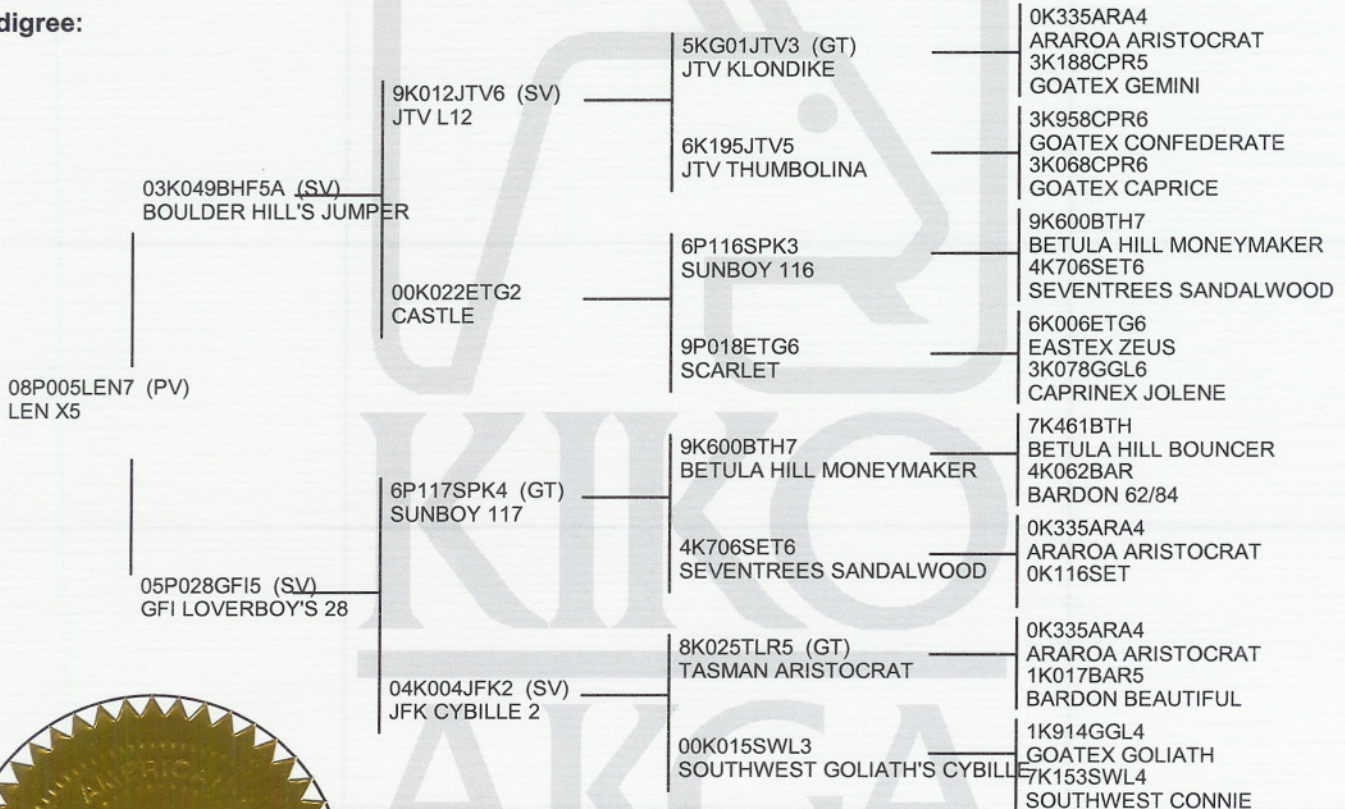 digree:
08P005LEN7 (PV)
LEN X5
03K049BHF5A (SV)
BOULDER HILL'S JUMPER
05P028GFI5 (SV)
GFI LOVERBOY'S 28
9K012JTV6 (SV)
JTV L12
00K022ETG2
CASTLE
6P117SPK4 (GT)
SUNBOY 117
04K004JFK2 (SV)
JFK CYBILLE 2
5KG01JTV3 (GT)
JTV KLONDIKE
6K195JTV5
JTV THUMBOLINA
6P116SPK3
SUNBOY 116
9P018ETG6
SCARLET
9K600BTH7
BETULA HILL MONEYMAKER
4K706SET6
SEVENTREES SANDALWOOD
8K025TLR5 (GT)
TASMAN ARISTOCRAT
00K015SWL3
SOUTHWEST GOLIATH'S CYBILLE
0K335ARA4
ARAROA ARISTOCRAT
3K188CPR5
GOATEX GEMINI
3K958CPR6
GOATEX CONFEDERATE
3K068CPR6
GOATEX CAPRICE
9K600BTH7
BETULA HILL MONEYMAKER
4K706SET6
SEVENTREES SANDALWOOD
6K006ETG6
EASTEX ZEUS
3K078GGL6
CAPRINEX JOLENE
7K461BTH
BETULA HILL BOUNCER
4K062BAR
BARDON 62/84
0K335ARA4
ARAROA ARISTOCRAT
0K116SET
0K335ARA4
ARAROA ARISTOCRAT
1K017BAR5
BARDON BEAUTIFUL
1K914GGL4
GOATEX GOLIATH
7K153SWL4
SOUTHWEST CONNIE
KIKO
AKGA
AMERICAN